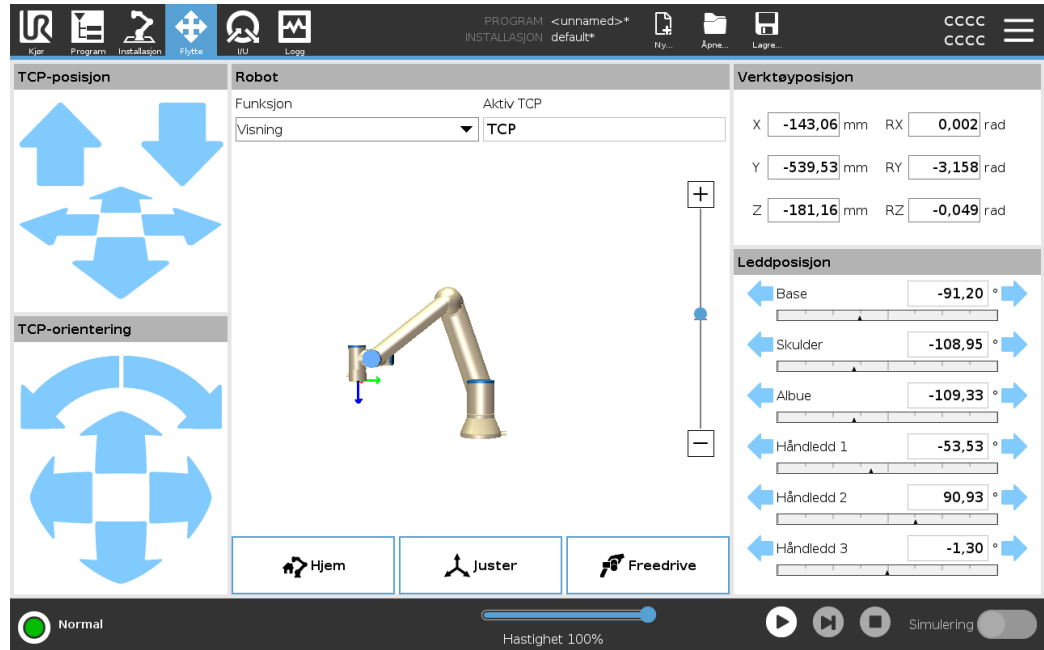 UR
PROGRAM <unnamed>*
INSTALLASJON default*
CCCC
CCCC
Kjør Program Installasjon Flytte I/U Logg Ny... Åpne... Lagre...
TCP-posisjon
Robot
Funksjon Aktiv TCP
Visning TCP
Verktøyposisjon
X -143,06 mm RX 0,002 rad
Y -539,53 mm RY -3,158 rad
Z -181,16 mm RZ -0,049 rad
Leddposisjon
Base -91,20 °
Skulder -108,95 °
Albue -109,33 °
Håndledd 1 -53,53 °
Håndledd 2 90,93 °
Håndledd 3 -1,30 °
TCP-orientering
Hjem Juster Freedrive
Normal
Hastighet 100%
Simulering